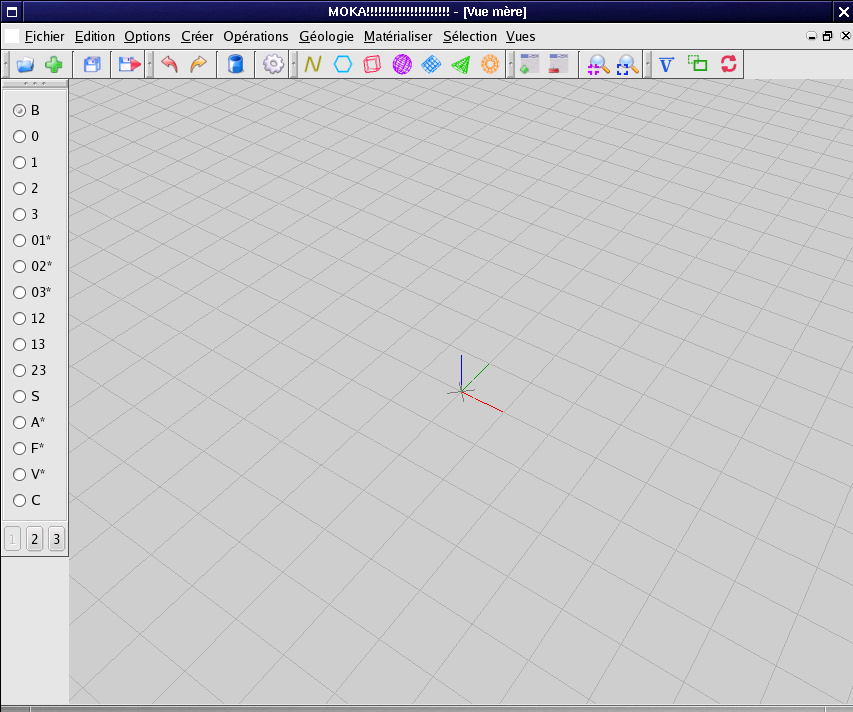 MOKA!!!!!!!!!!!!!!!!!!!!! - [Vue mère]
Fichier Edition Options Créer Opérations Géologie Matérialiser Sélection Vues
V
B
0
1
2
3
01*
02*
03*
12
13
23
S
A*
F*
V*
C
1 2 3